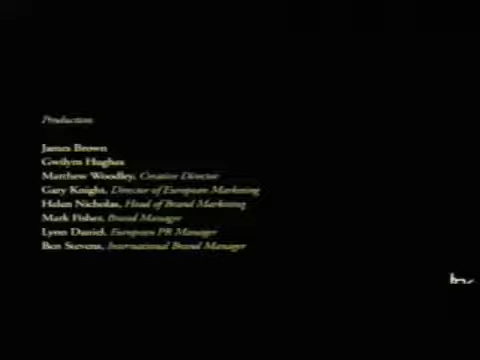 Production
James Brown
Gwilym Hughes
Matthew Woodley, Creative Director
Gary Knight, Director of European Marketing
Helen Nicholas, Head of Brand Marketing
Mark Fisher, Brand Manager
Lynn Daniel, European PR Manager
Ben Stevens, International Brand Manager